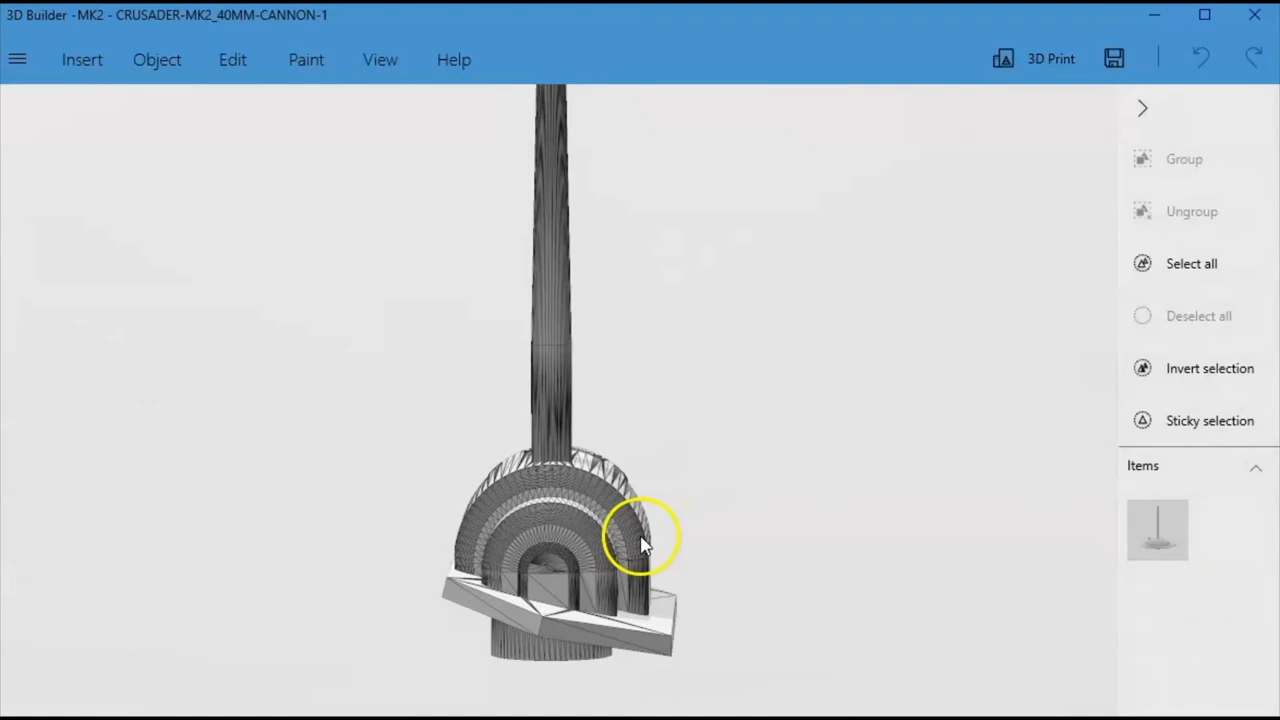 3D Builder - MK2 - CRUSADER-MK2_40MM-CANNON-1
Insert Object Edit Paint View Help 3D Print
Group
Ungroup
Select all
Deselect all
Invert selection
Sticky selection
Items